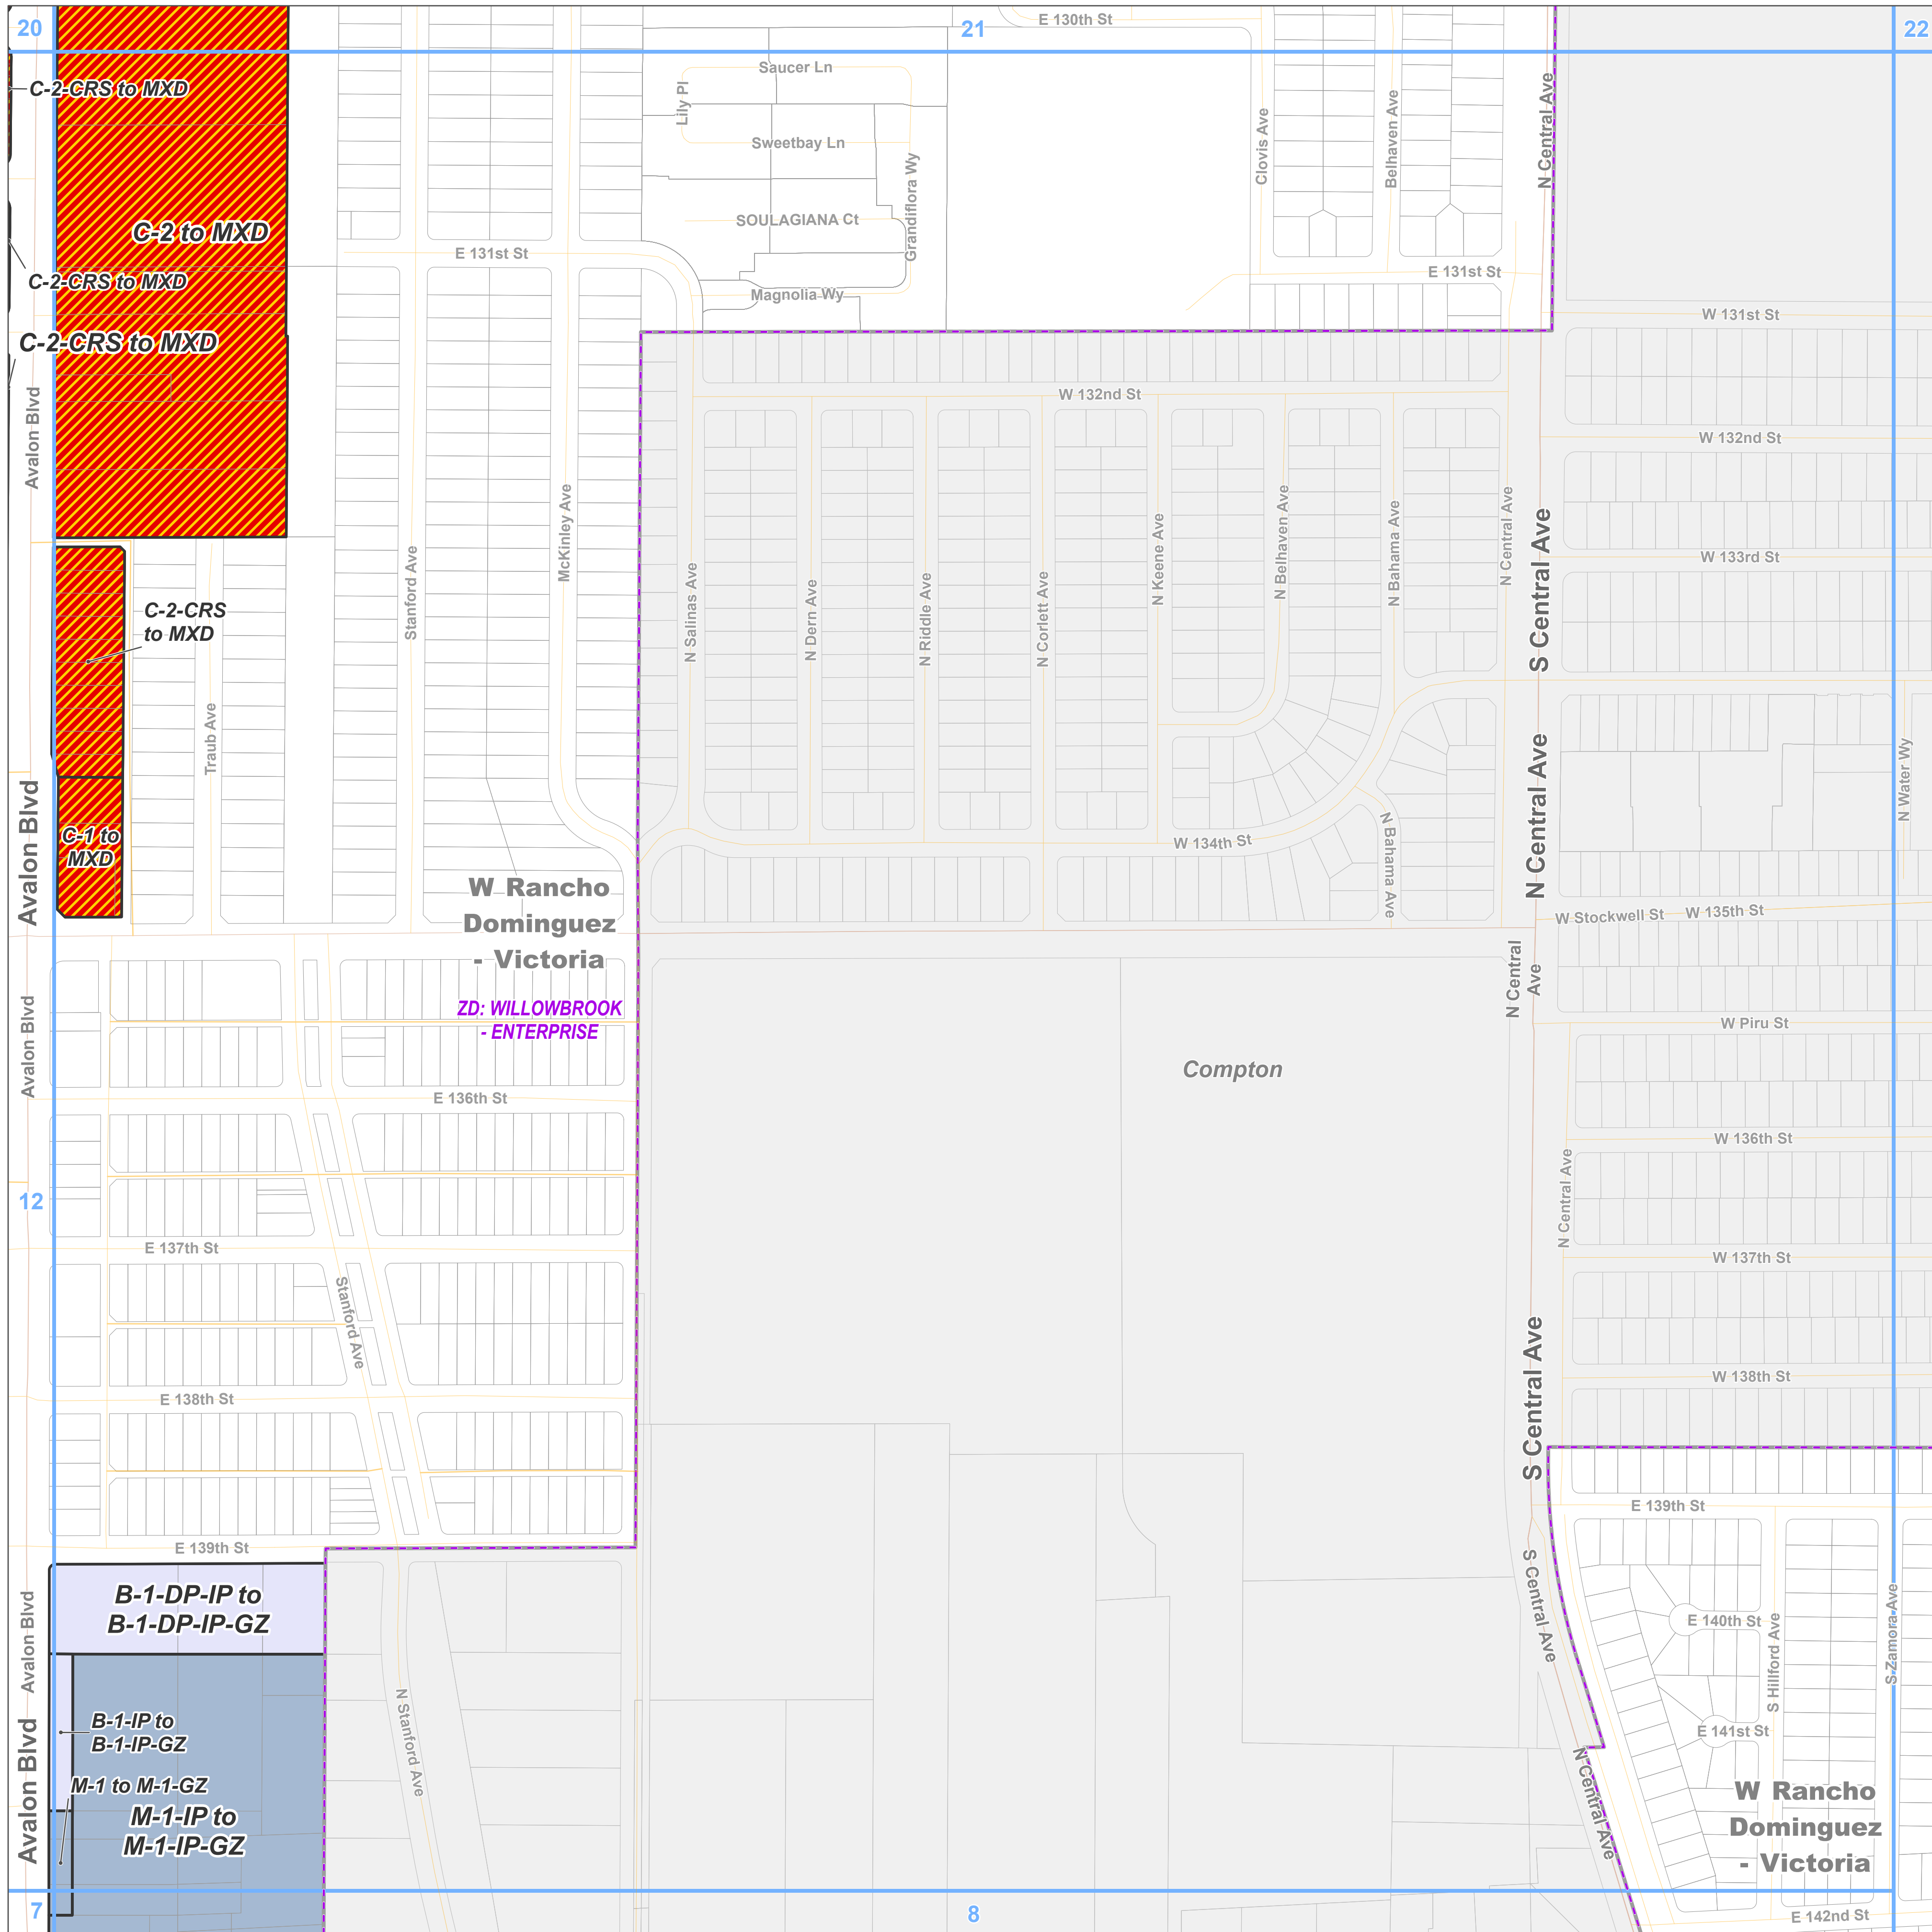 20
21
22
E 130th St
C-2-CRS to MXD
Saucer Ln
Lily Pl
Sweetbay Ln
Clovis Ave
Belhaven Ave
N Central Ave
Grandiflora Wy
SOULAGIANA Ct
C-2 to MXD
E 131st St
E 131st St
C-2-CRS to MXD
Magnolia Wy
W 131st St
C-2-CRS to MXD
Avalon Blvd
W 132nd St
W 132nd St
McKinley Ave
Stanford Ave
N Salinas Ave
N Dern Ave
N Riddle Ave
N Corlett Ave
N Keene Ave
N Belhaven Ave
N Bahama Ave
N Central Ave
S Central Ave
W 133rd St
C-2-CRS
to MXD
Traub Ave
N Central Ave
N Water Wy
Avalon Blvd
C-1 to
MXD
W 134th St
N Bahama Ave
W Rancho
Dominguez
- Victoria
W Stockwell St
W 135th St
N Central
Ave
Avalon Blvd
ZD: WILLOWBROOK
- ENTERPRISE
W Piru St
Compton
E 136th St
W 136th St
12
N Central Ave
E 137th St
W 137th St
Stanford Ave
S Central Ave
W 138th St
E 138th St
E 139th St
E 139th St
Avalon Blvd
B-1-DP-IP to
B-1-DP-IP-GZ
S Central Ave
E 140th St
S Hillford Ave
S Zamora Ave
N Stanford Ave
B-1-IP to
B-1-IP-GZ
E 141st St
Avalon Blvd
M-1 to M-1-GZ
M-1-IP to
M-1-IP-GZ
N Central Ave
W Rancho
Dominguez
- Victoria
7
8
E 142nd St